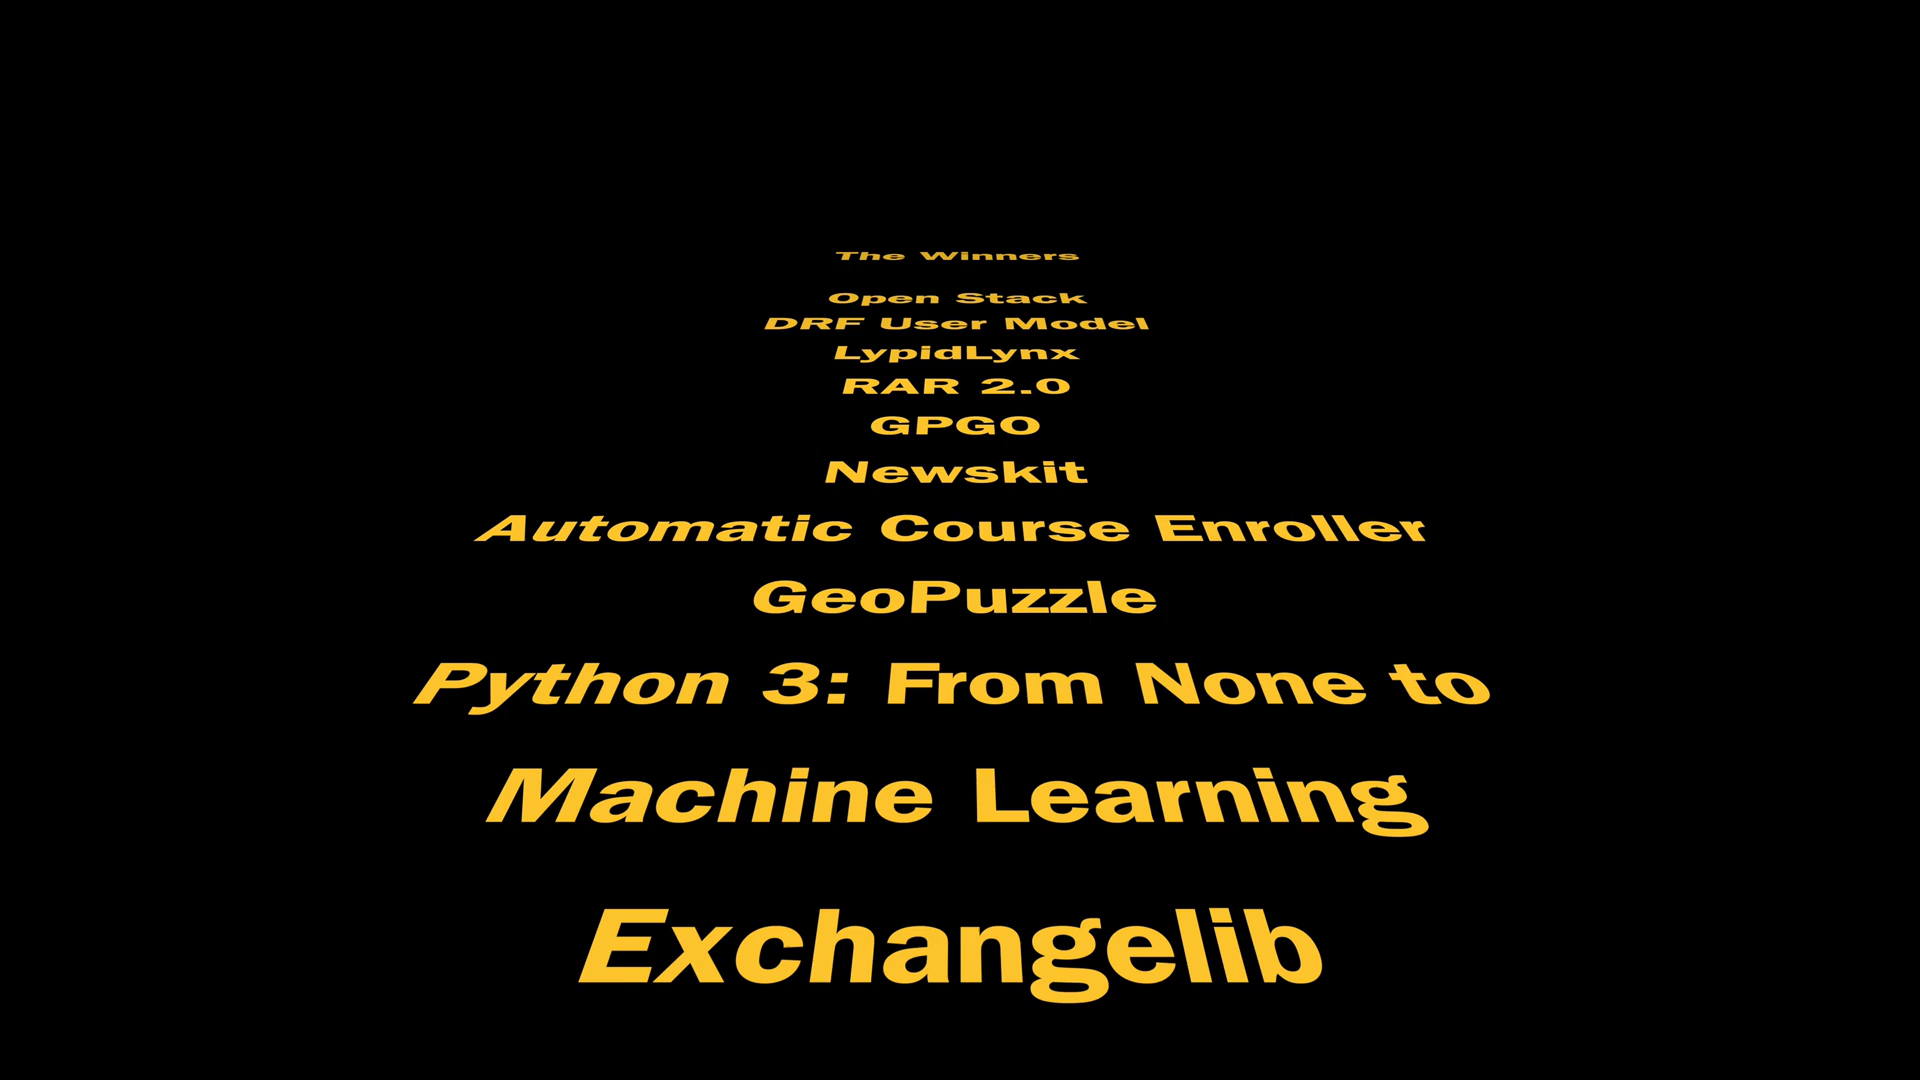 The Winners
Open Stack
DRF User Model
LypidLynx
RAR 2.0
GPGO
Newskit
Automatic Course Enroller
GeoPuzzle
Python 3: From None to
Machine Learning
Exchangelib